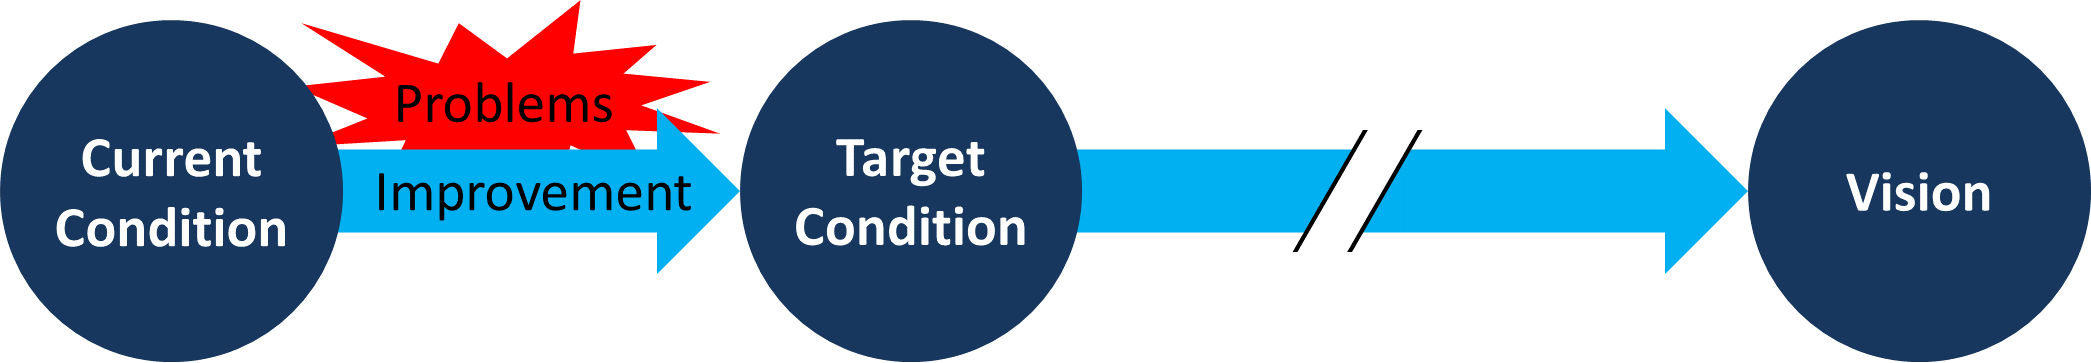 Current
Condition
Problems
Improvement
Target
Condition
Vision